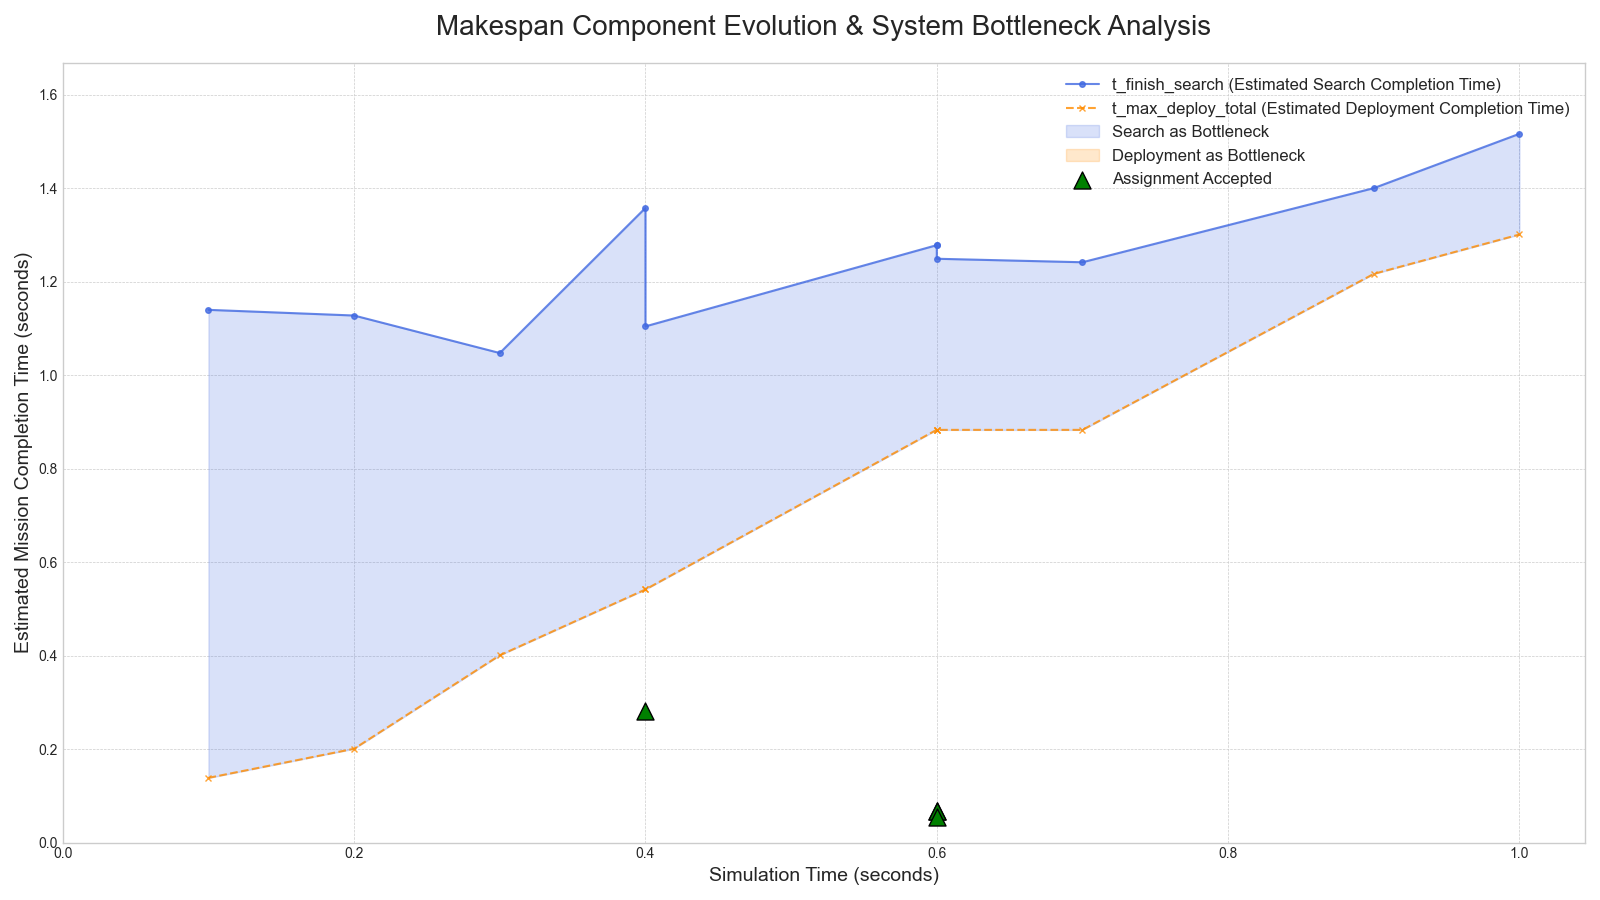 Makespan Component Evolution & System Bottleneck Analysis
t_finish_search (Estimated Search Completion Time)
t_max_deploy_total (Estimated Deployment Completion Time)
Search as Bottleneck
Deployment as Bottleneck
Assignment Accepted
Estimated Mission Completion Time (seconds)
1.6
1.4
1.2
1.0
0.8
0.6
0.4
0.2
0.0
0.0 0.2 0.4 0.6 0.8 1.0
Simulation Time (seconds)